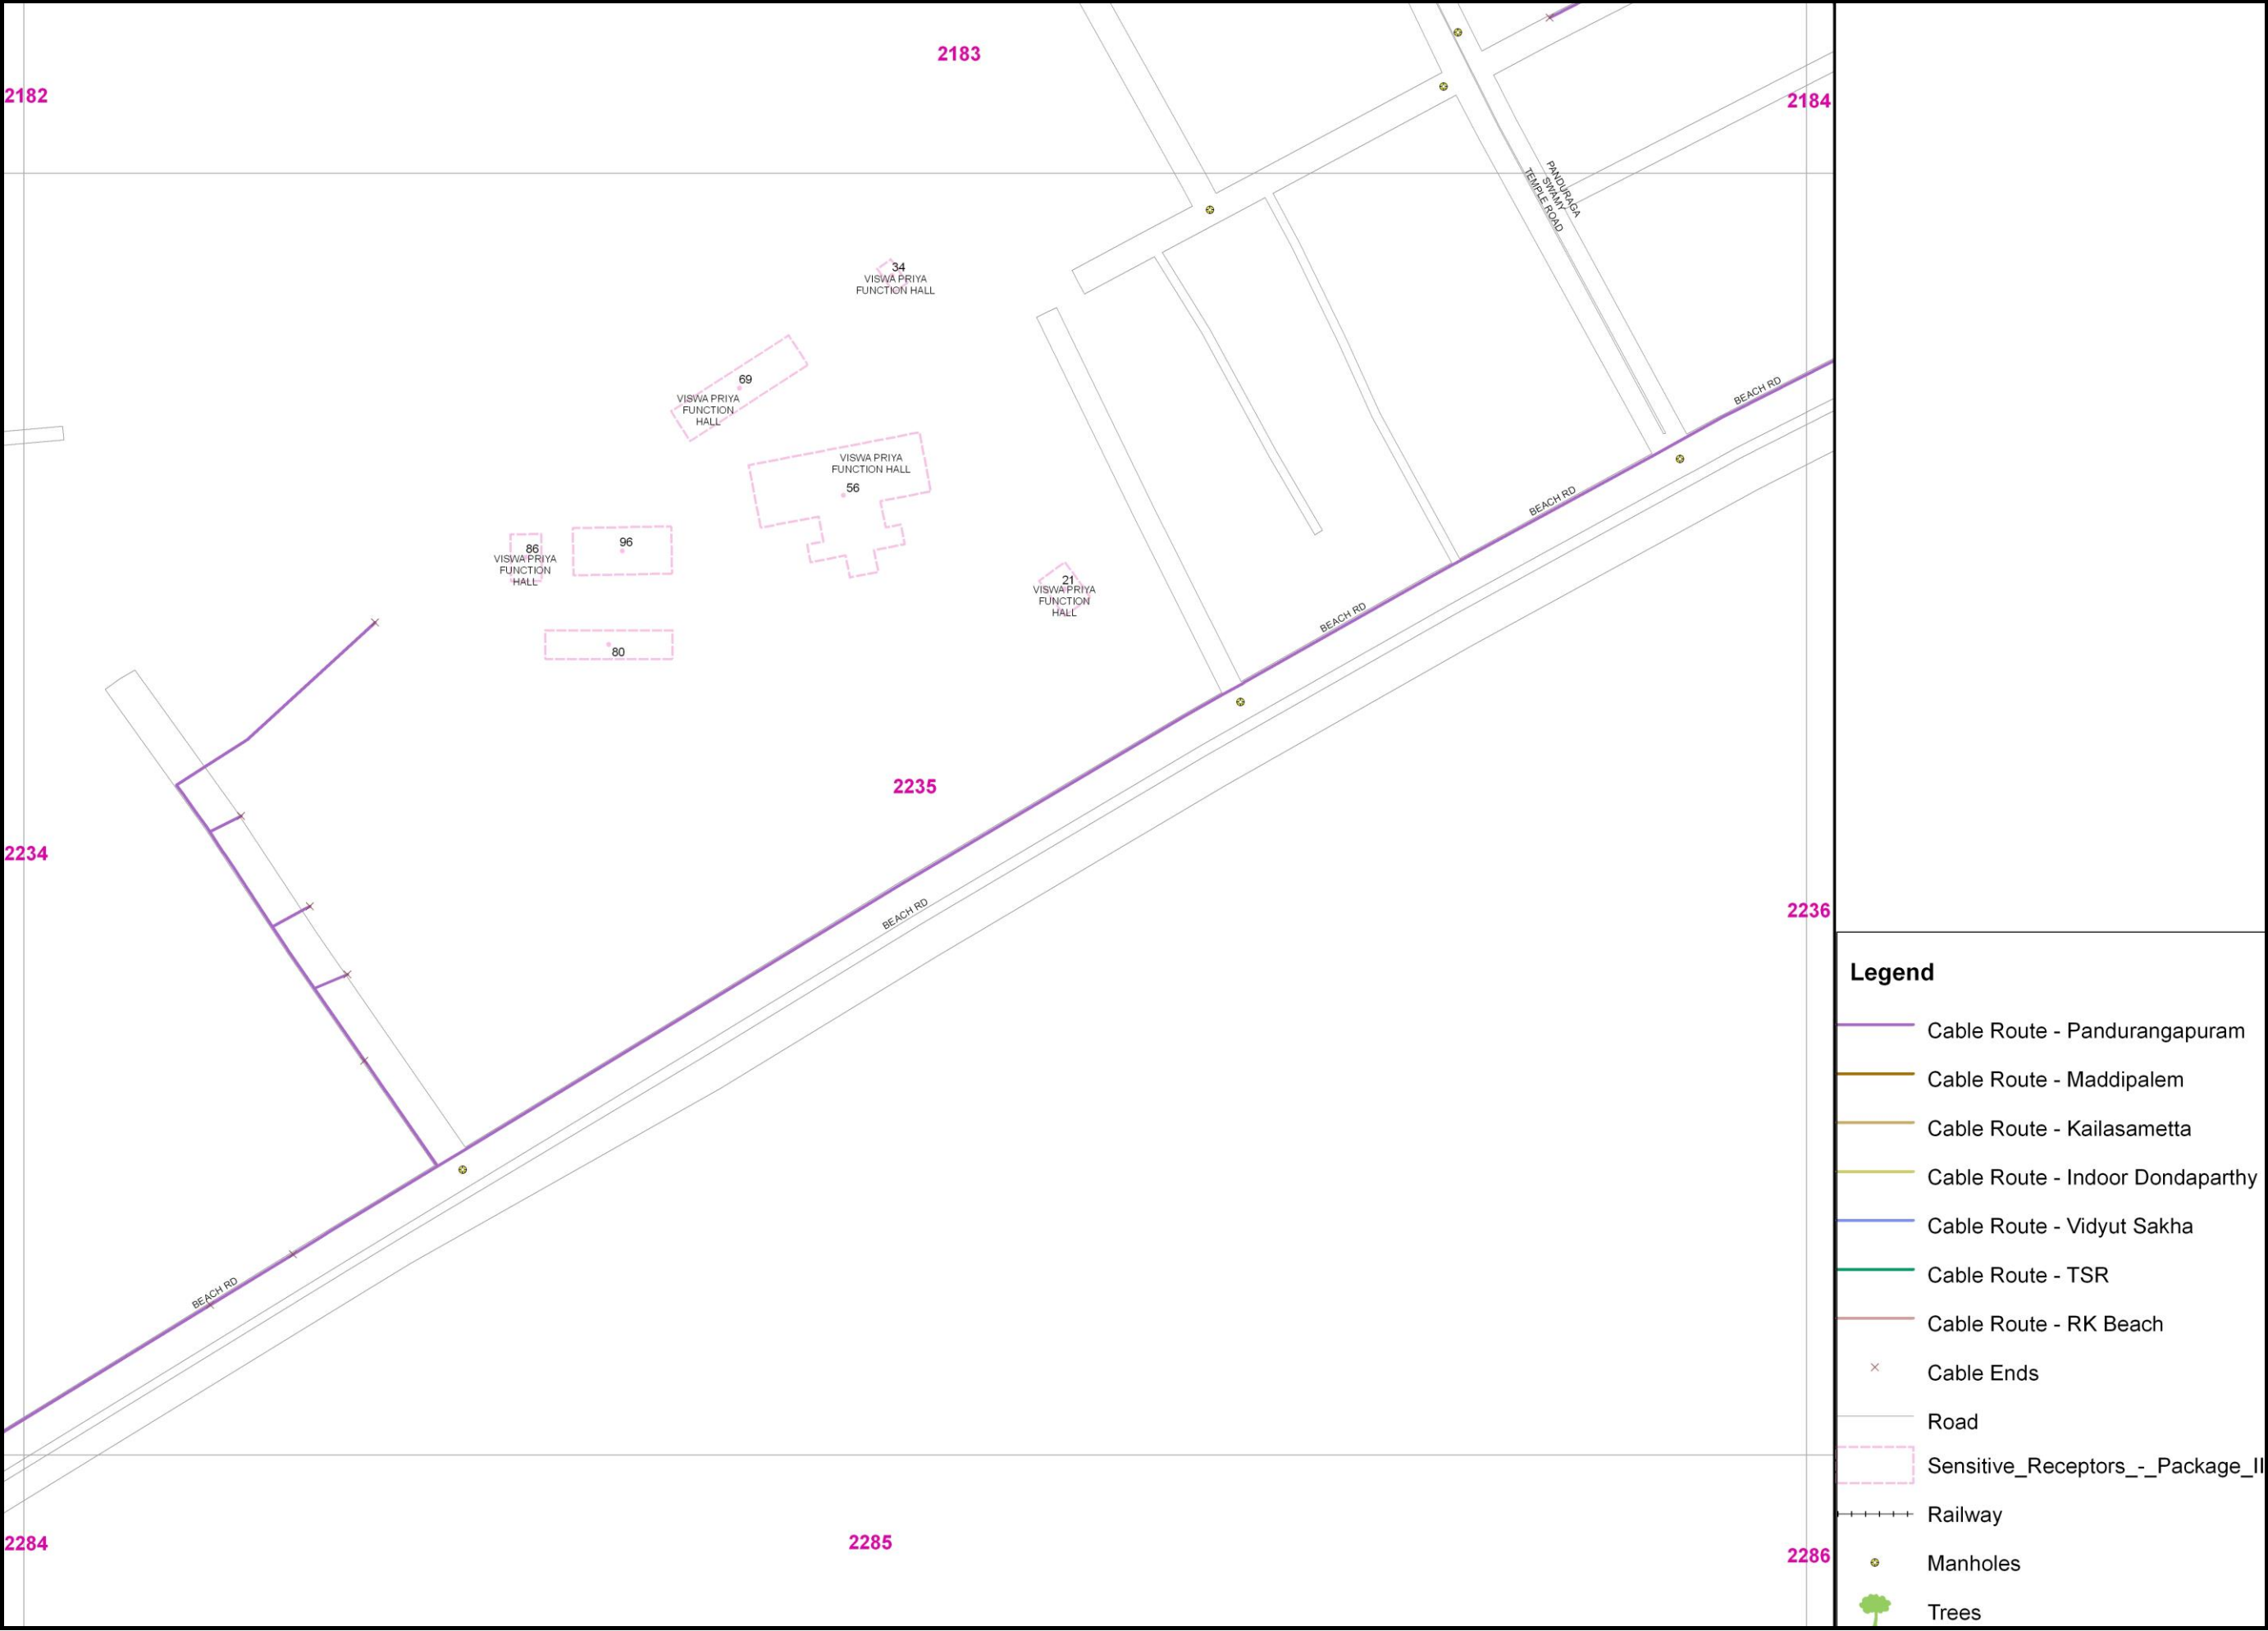 2183
2182
2184
PANDURAGA
SWAMY
TEMPLE ROAD
34
VISWA PRIYA
FUNCTION HALL
69
VISWA PRIYA
FUNCTION
HALL
BEACH RD
VISWA PRIYA
FUNCTION HALL
56
BEACH RD
96
86
VISWA PRIYA
FUNCTION
HALL
21
VISWA PRIYA
FUNCTION
HALL
BEACH RD
80
2235
2234
BEACH RD
2236
BEACH RD
2284
2285
2286
Legend
Cable Route - Pandurangapuram
Cable Route - Maddipalem
Cable Route - Kailasametta
Cable Route - Indoor Dondaparthy
Cable Route - Vidyut Sakha
Cable Route - TSR
Cable Route - RK Beach
Cable Ends
Road
Sensitive_Receptors_-_Package_II
Railway
Manholes
Trees